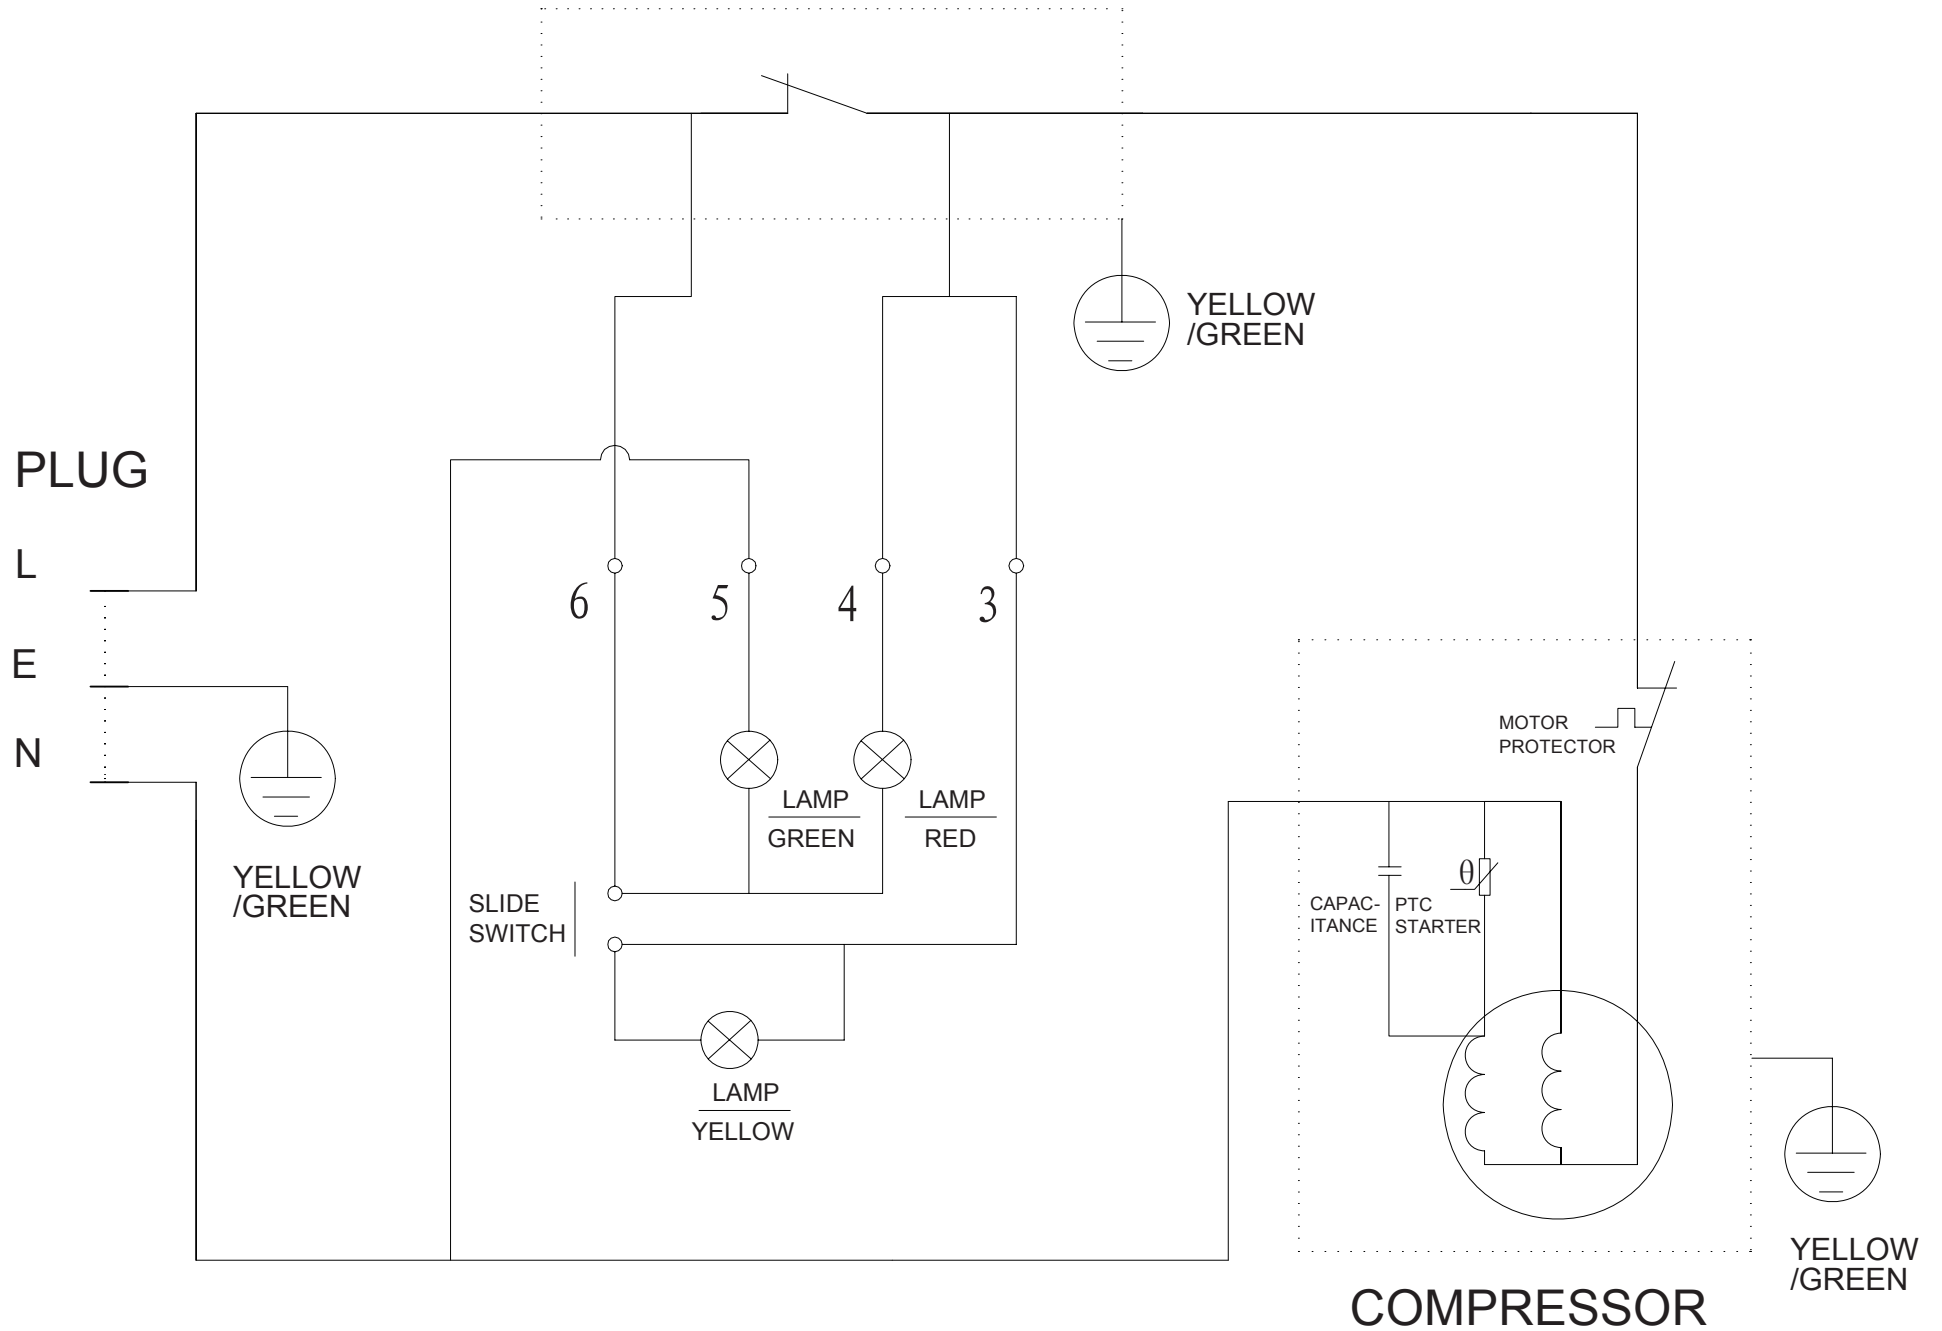 YELLOW
/GREEN
PLUG
L
E
N
6
5
4
3
MOTOR
PROTECTOR
LAMP
GREEN
LAMP
RED
YELLOW
/GREEN
SLIDE
SWITCH
θ
CAPAC-
ITANCE
PTC
STARTER
LAMP
YELLOW
YELLOW
/GREEN
COMPRESSOR